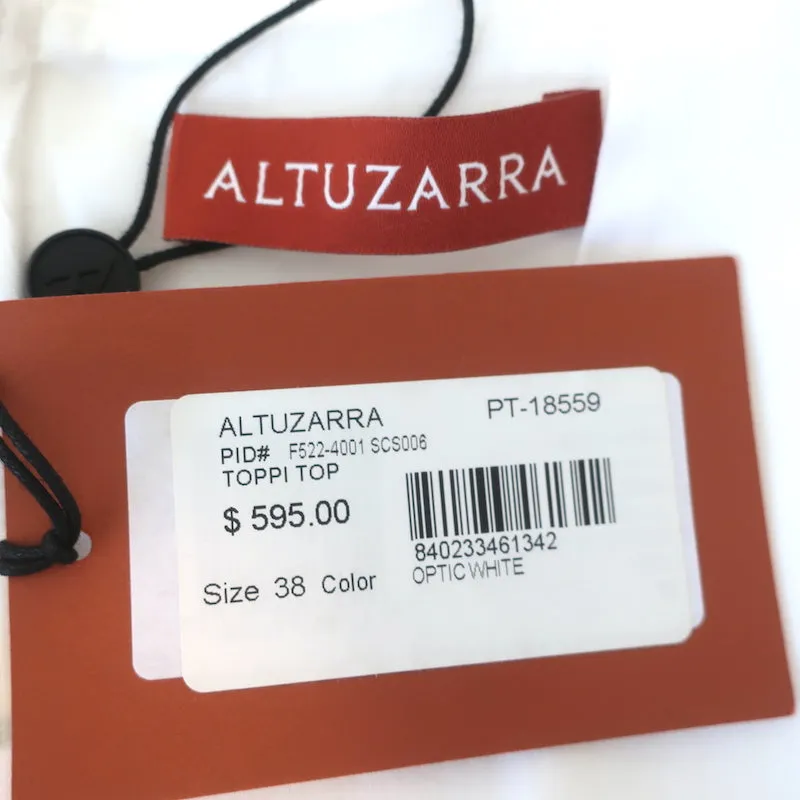 ALTUZARRA
ALTUZARRA PT-18559
PID# F522-4001 SCS006
TOPPI TOP
$ 595.00
840233461342
Size 38 Color OPTIC WHITE